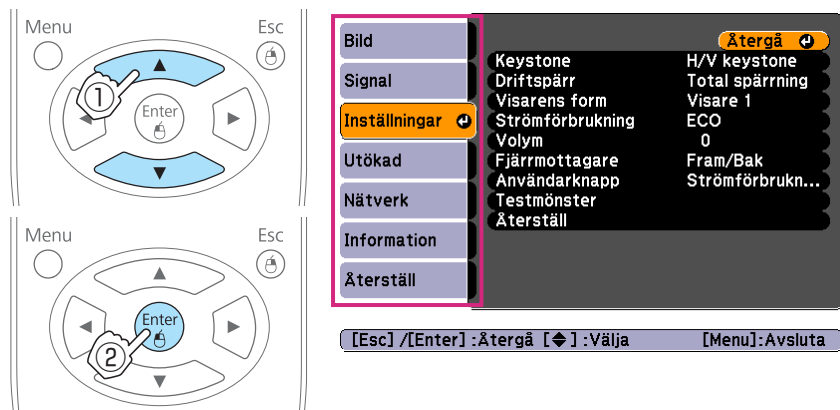 Menu
Esc
①
Enter
Menu
Esc
Enter
②
Bild
Signal
Inställningar
Utökad
Nätverk
Information
Återställ
Återgå
Keystone H/V keystone
Driftspärr Total spärrning
Visarens form Visare 1
Strömförbrukning ECO
Volym 0
Fjärrmottagare Fram/Bak
Användarknapp Strömförbrukn...
Testmönster
Återställ
[Esc] /[Enter] :Återgå [◆] :Välja [Menu]:Avsluta